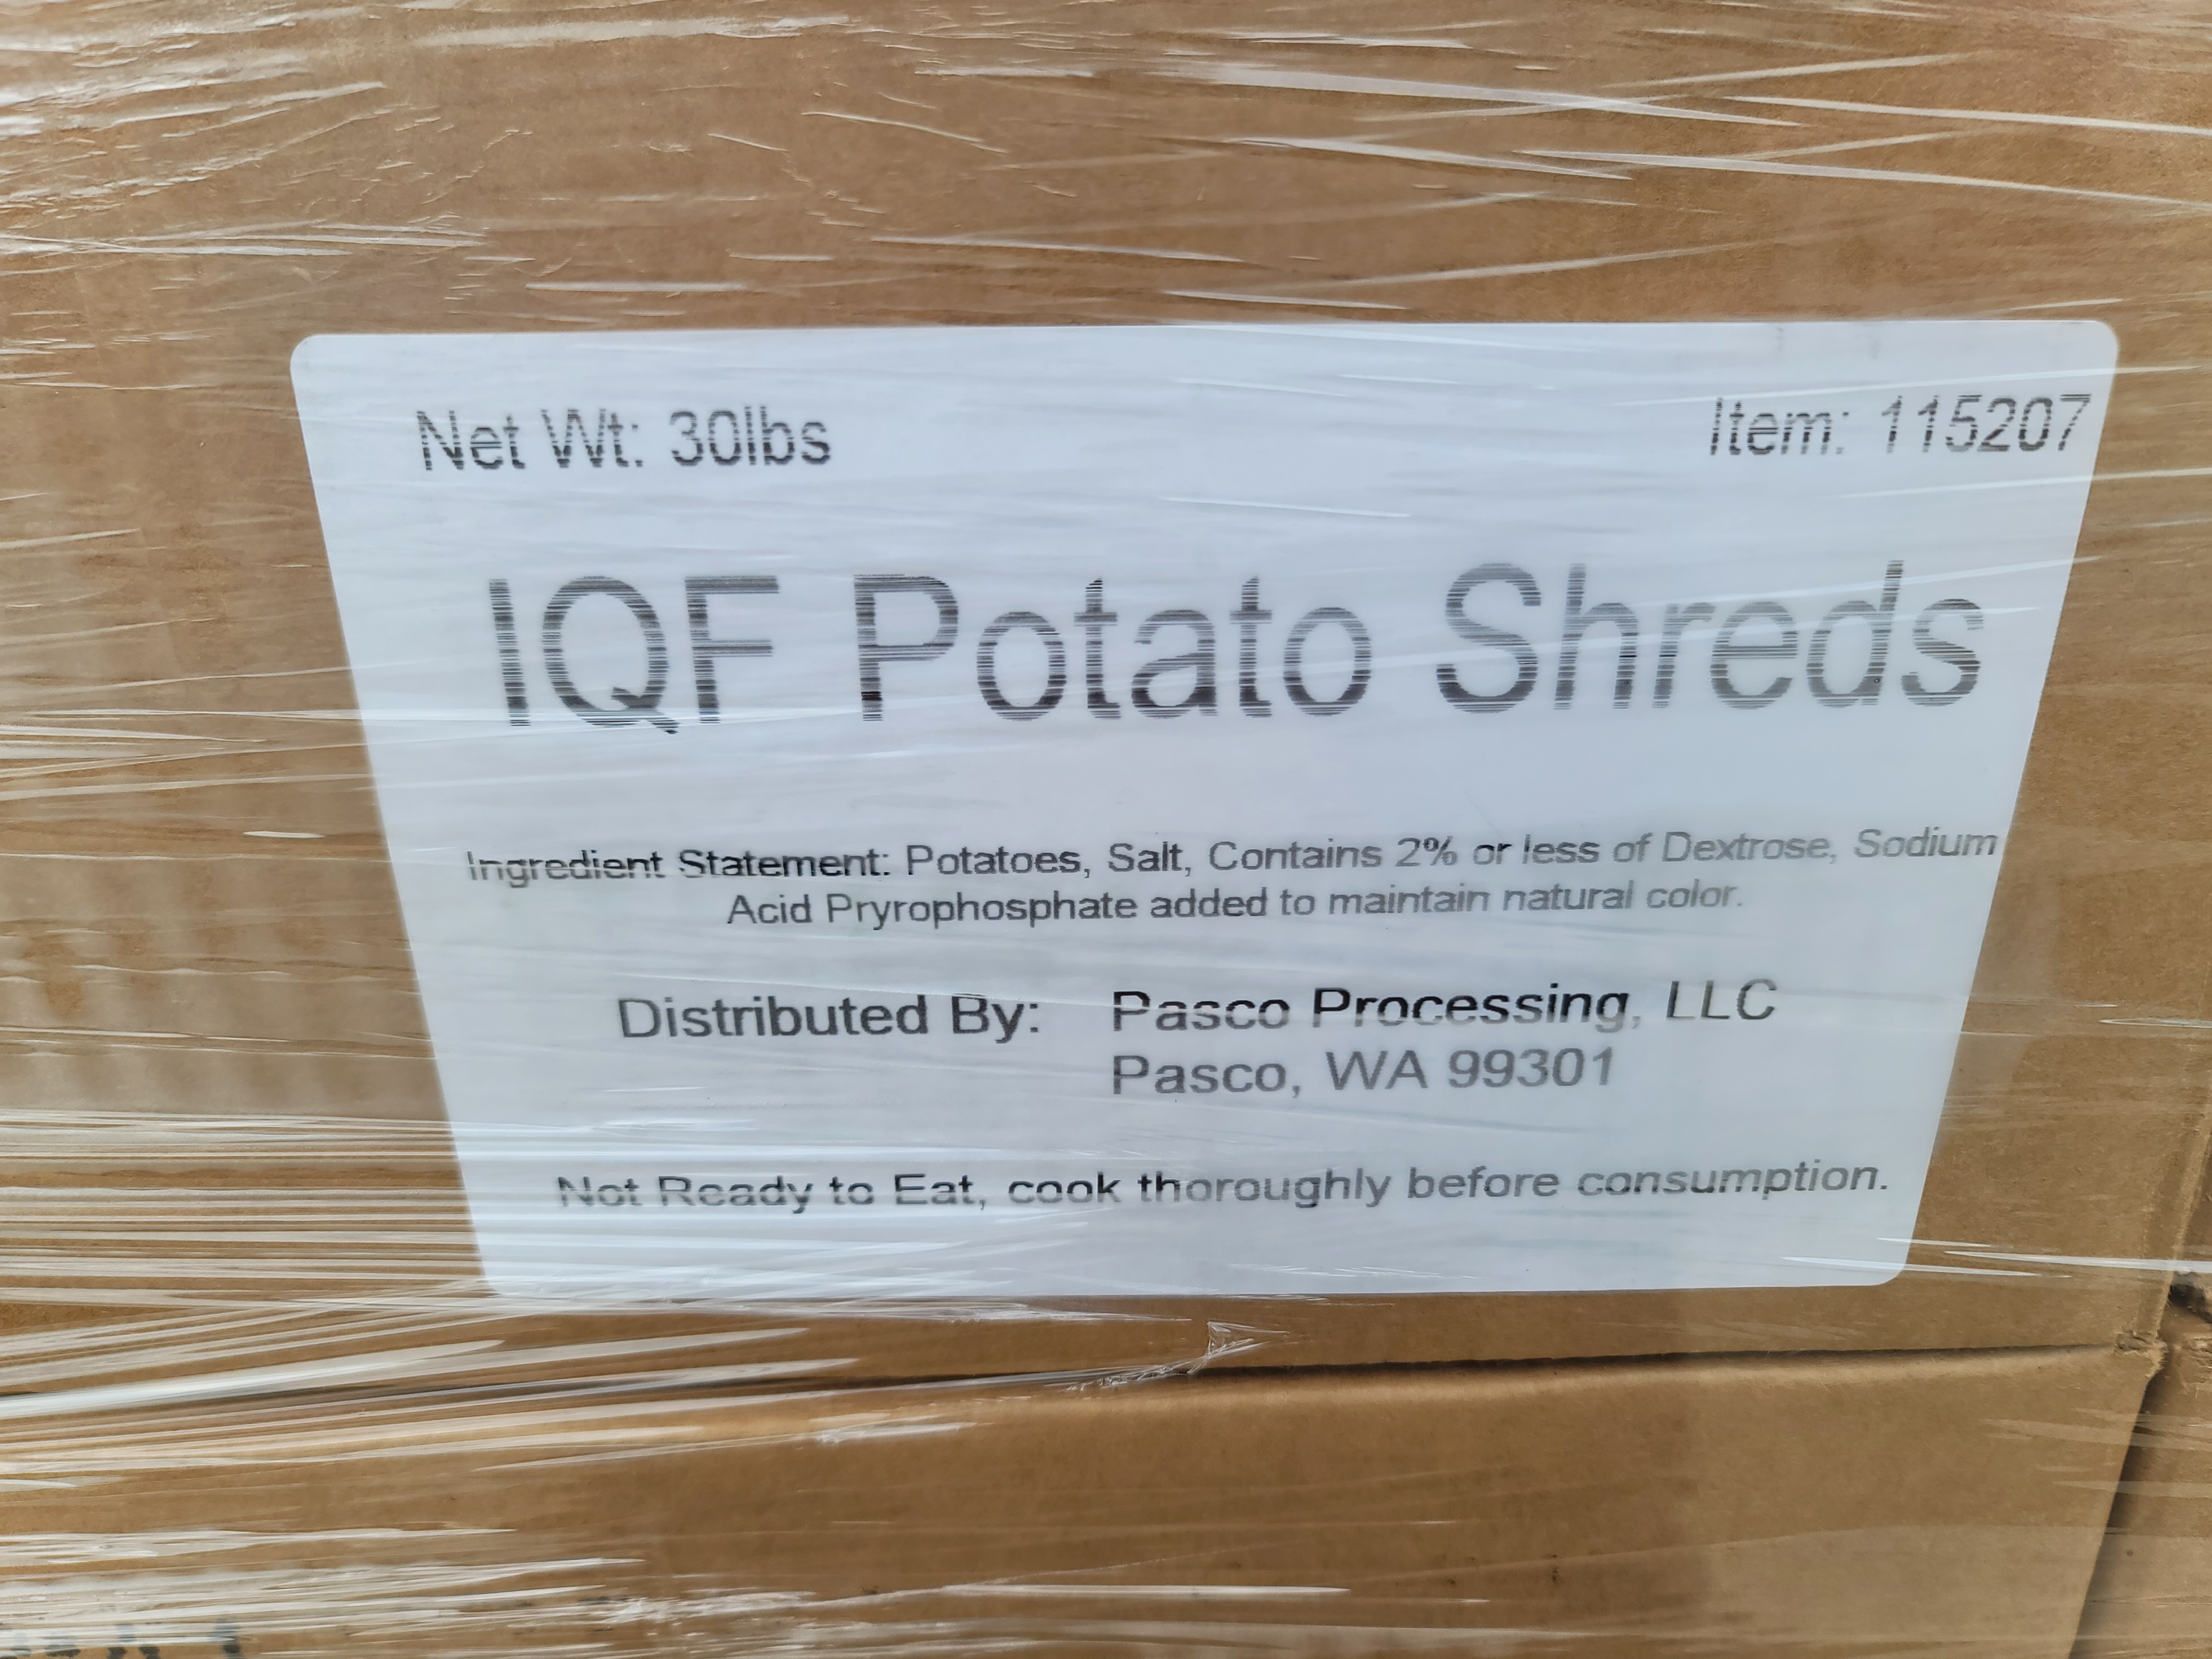 Net Wt: 30lbs
Item: 115207
IQF Potato Shreds
Ingredient Statement: Potatoes, Salt, Contains 2% or less of Dextrose, Sodium
Acid Pryrophosphate added to maintain natural color.
Distributed By: Pasco Processing, LLC
Pasco, WA 99301
Not Ready to Eat, cook thoroughly before consumption.